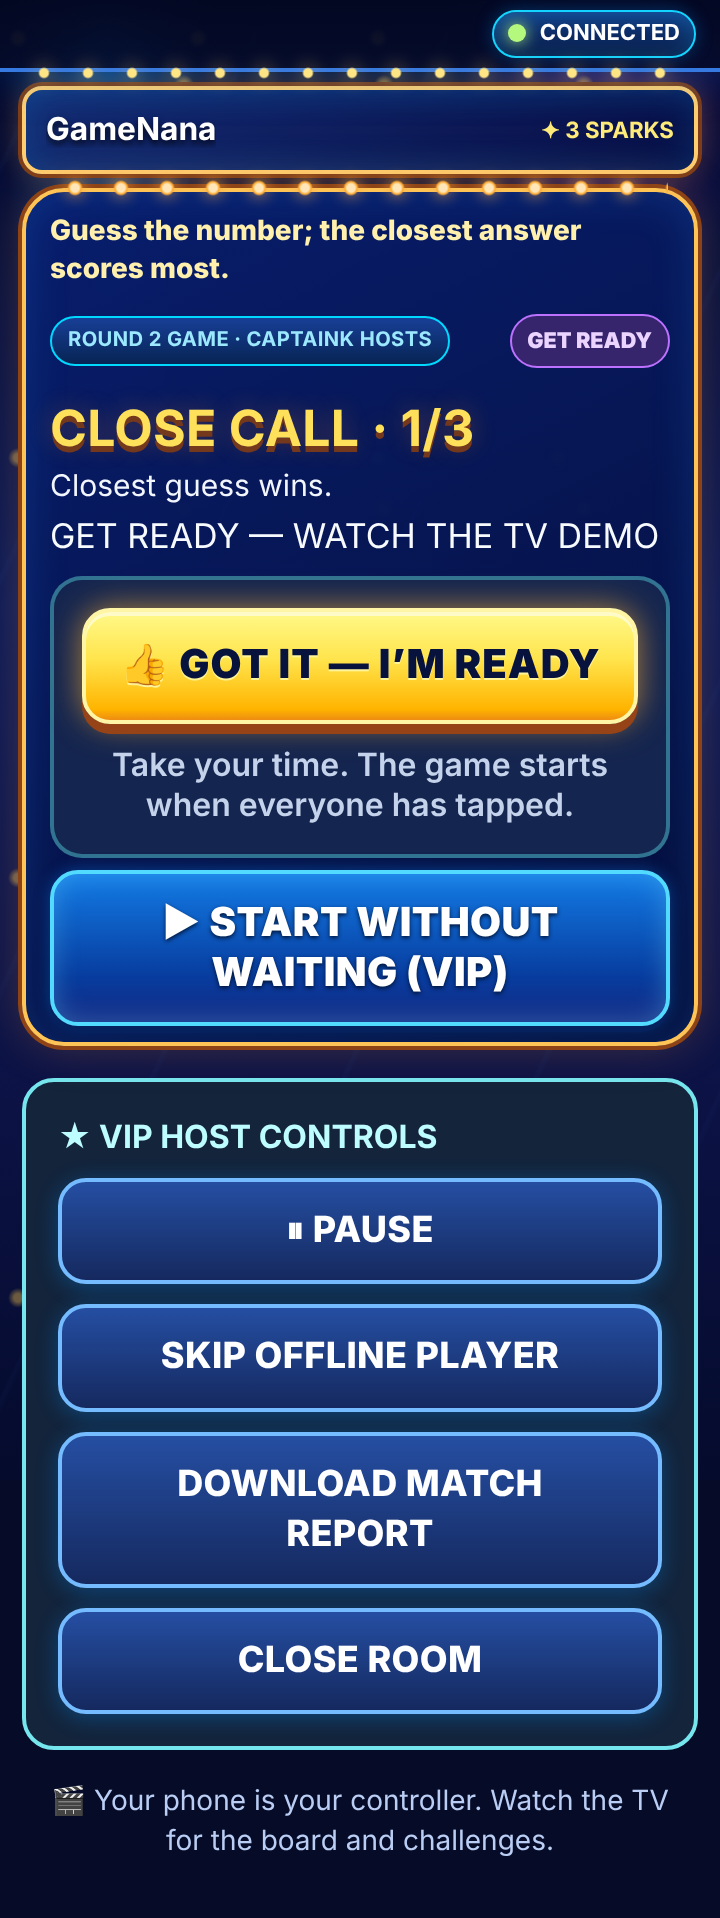 CONNECTED
GameNana
✦ 3 SPARKS
Guess the number; the closest answer
scores most.
ROUND 2 GAME · CAPTAINK HOSTS
GET READY
CLOSE CALL · 1/3
Closest guess wins.
GET READY — WATCH THE TV DEMO
👍 GOT IT — I’M READY
Take your time. The game starts
when everyone has tapped.
▶ START WITHOUT
WAITING (VIP)
★ VIP HOST CONTROLS
⏸ PAUSE
SKIP OFFLINE PLAYER
DOWNLOAD MATCH
REPORT
CLOSE ROOM
🎬 Your phone is your controller. Watch the TV
for the board and challenges.